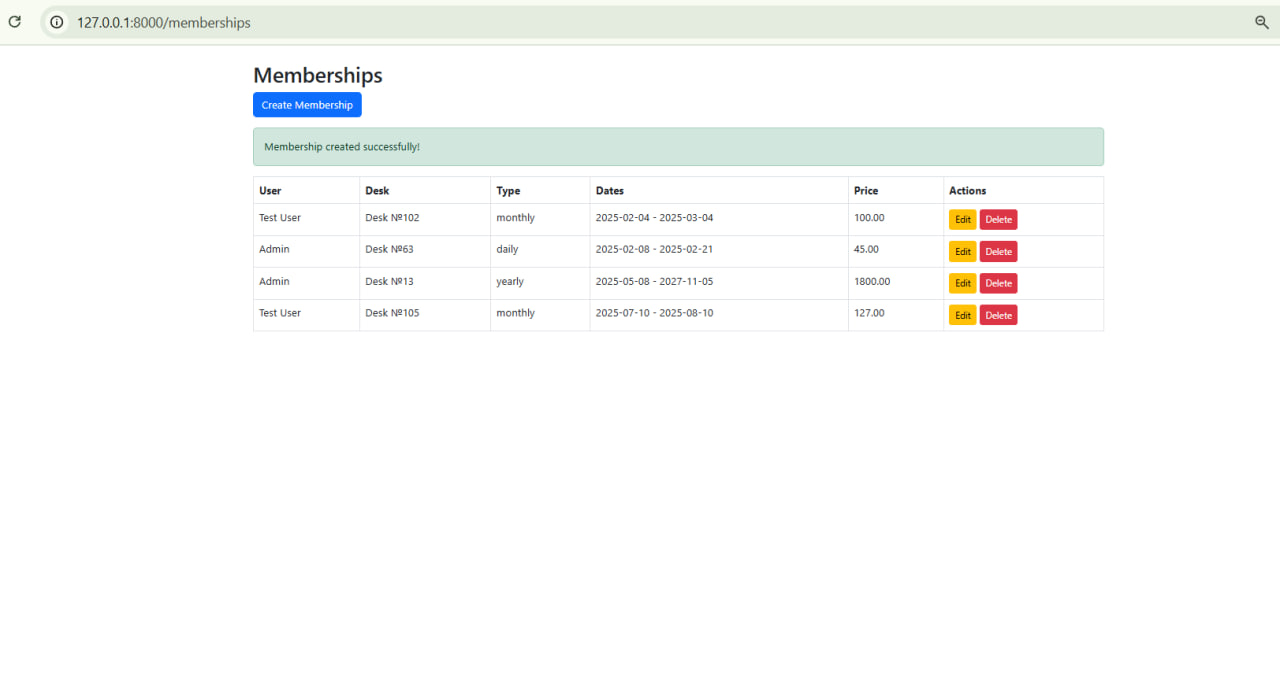 127.0.0.1:8000/memberships
Memberships
Create Membership
Membership created successfully!
User Desk Type Dates Price Actions
Test User Desk №102 monthly 2025-02-04 - 2025-03-04 100.00 Edit Delete
Admin Desk №63 daily 2025-02-08 - 2025-02-21 45.00 Edit Delete
Admin Desk №13 yearly 2025-05-08 - 2027-11-05 1800.00 Edit Delete
Test User Desk №105 monthly 2025-07-10 - 2025-08-10 127.00 Edit Delete